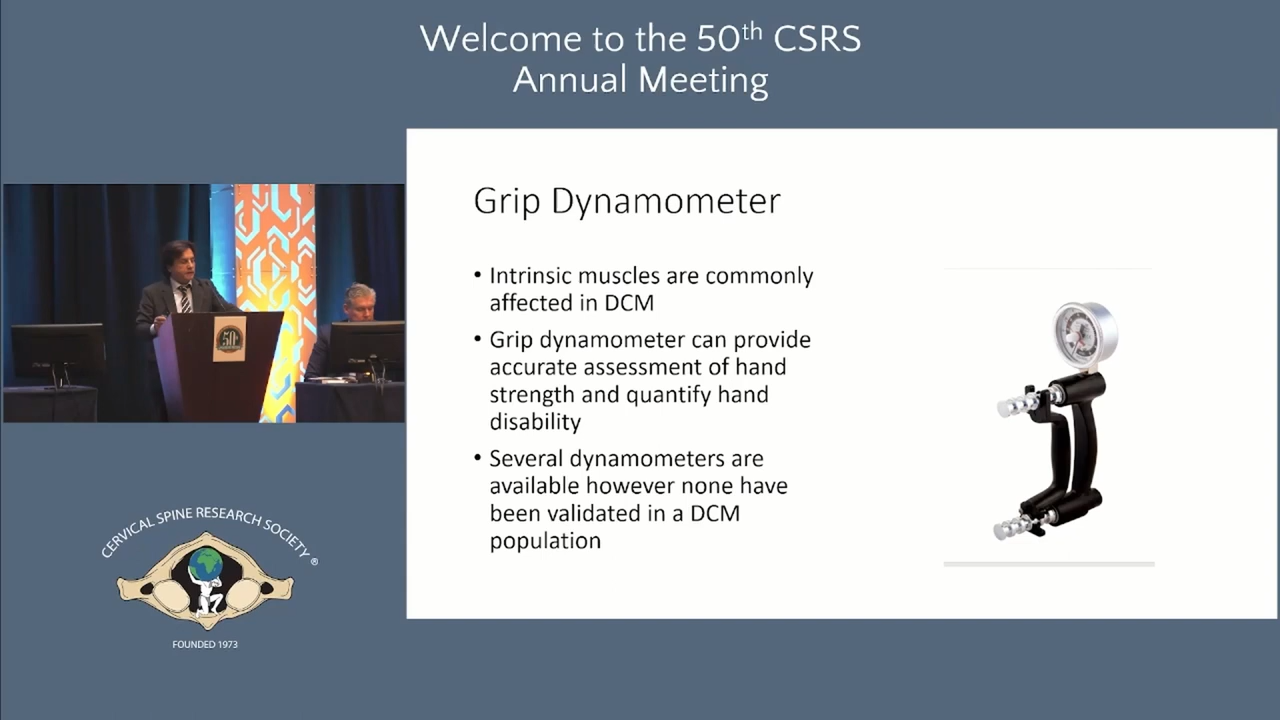 Welcome to the 50th CSRS
Annual Meeting
Grip Dynamometer
• Intrinsic muscles are commonly
affected in DCM
• Grip dynamometer can provide
accurate assessment of hand
strength and quantify hand
disability
• Several dynamometers are
available however none have
been validated in a DCM
population
50
CERVICAL SPINE RESEARCH SOCIETY ®
FOUNDED 1973